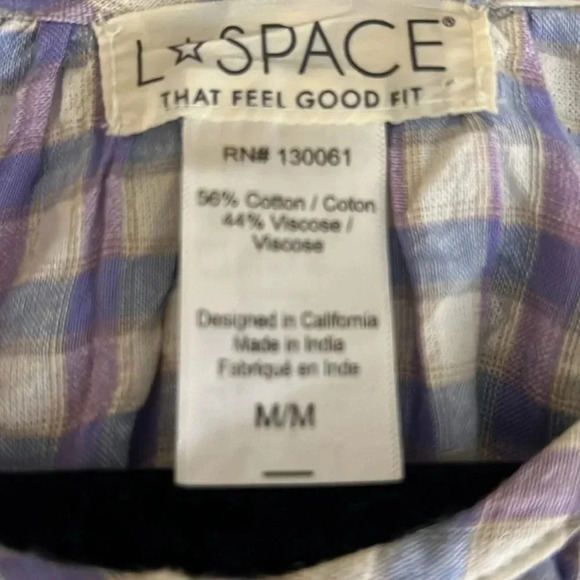 L☆SPACE®
THAT FEEL GOOD FIT
RN# 130061
56% Cotton / Coton
44% Viscose /
Viscose
Designed in California
Made in India
Fabriqué en Inde
M/M